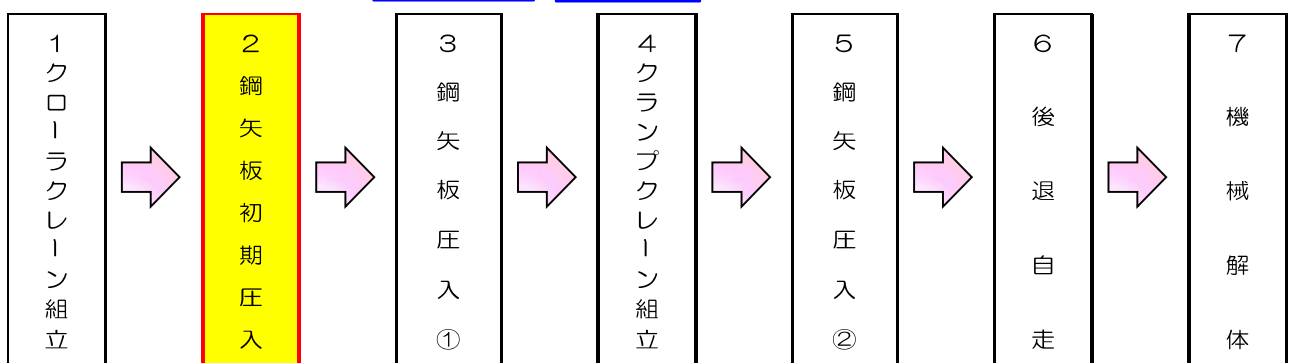 1クローラクレーン組立
2鋼矢板初期圧入
3鋼矢板圧入①
4クランプクレーン組立
5鋼矢板圧入②
6後退自走
7機械解体